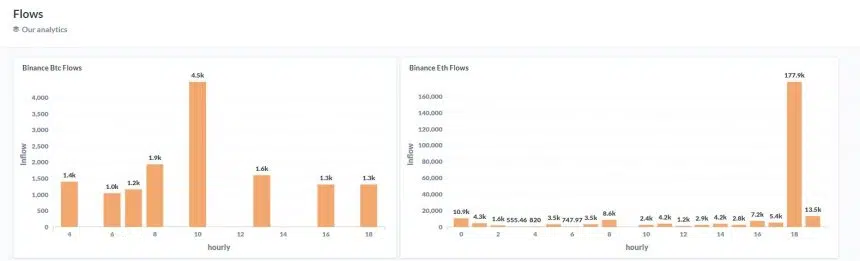 Flows
Our analytics
Binance Btc Flows
4.5k
4,000
3,500
3,000
2,500
2,000
1,500
1,000
500
0
Inflow
1.4k
1.0k
1.2k
1.9k
1.6k
1.3k
1.3k
4 6 8 10 12 14 16 18
hourly
Binance Eth Flows
177.9k
160,000
140,000
120,000
100,000
80,000
60,000
40,000
20,000
0
Inflow
10.9k 4.3k 1.6k 555.46 820 3.5k 747.97 3.5k 8.6k 2.4k 4.2k 1.2k 2.9k 4.2k 2.8k 7.2k 5.4k 13.5k
0 2 4 6 8 10 12 14 16 18
hourly